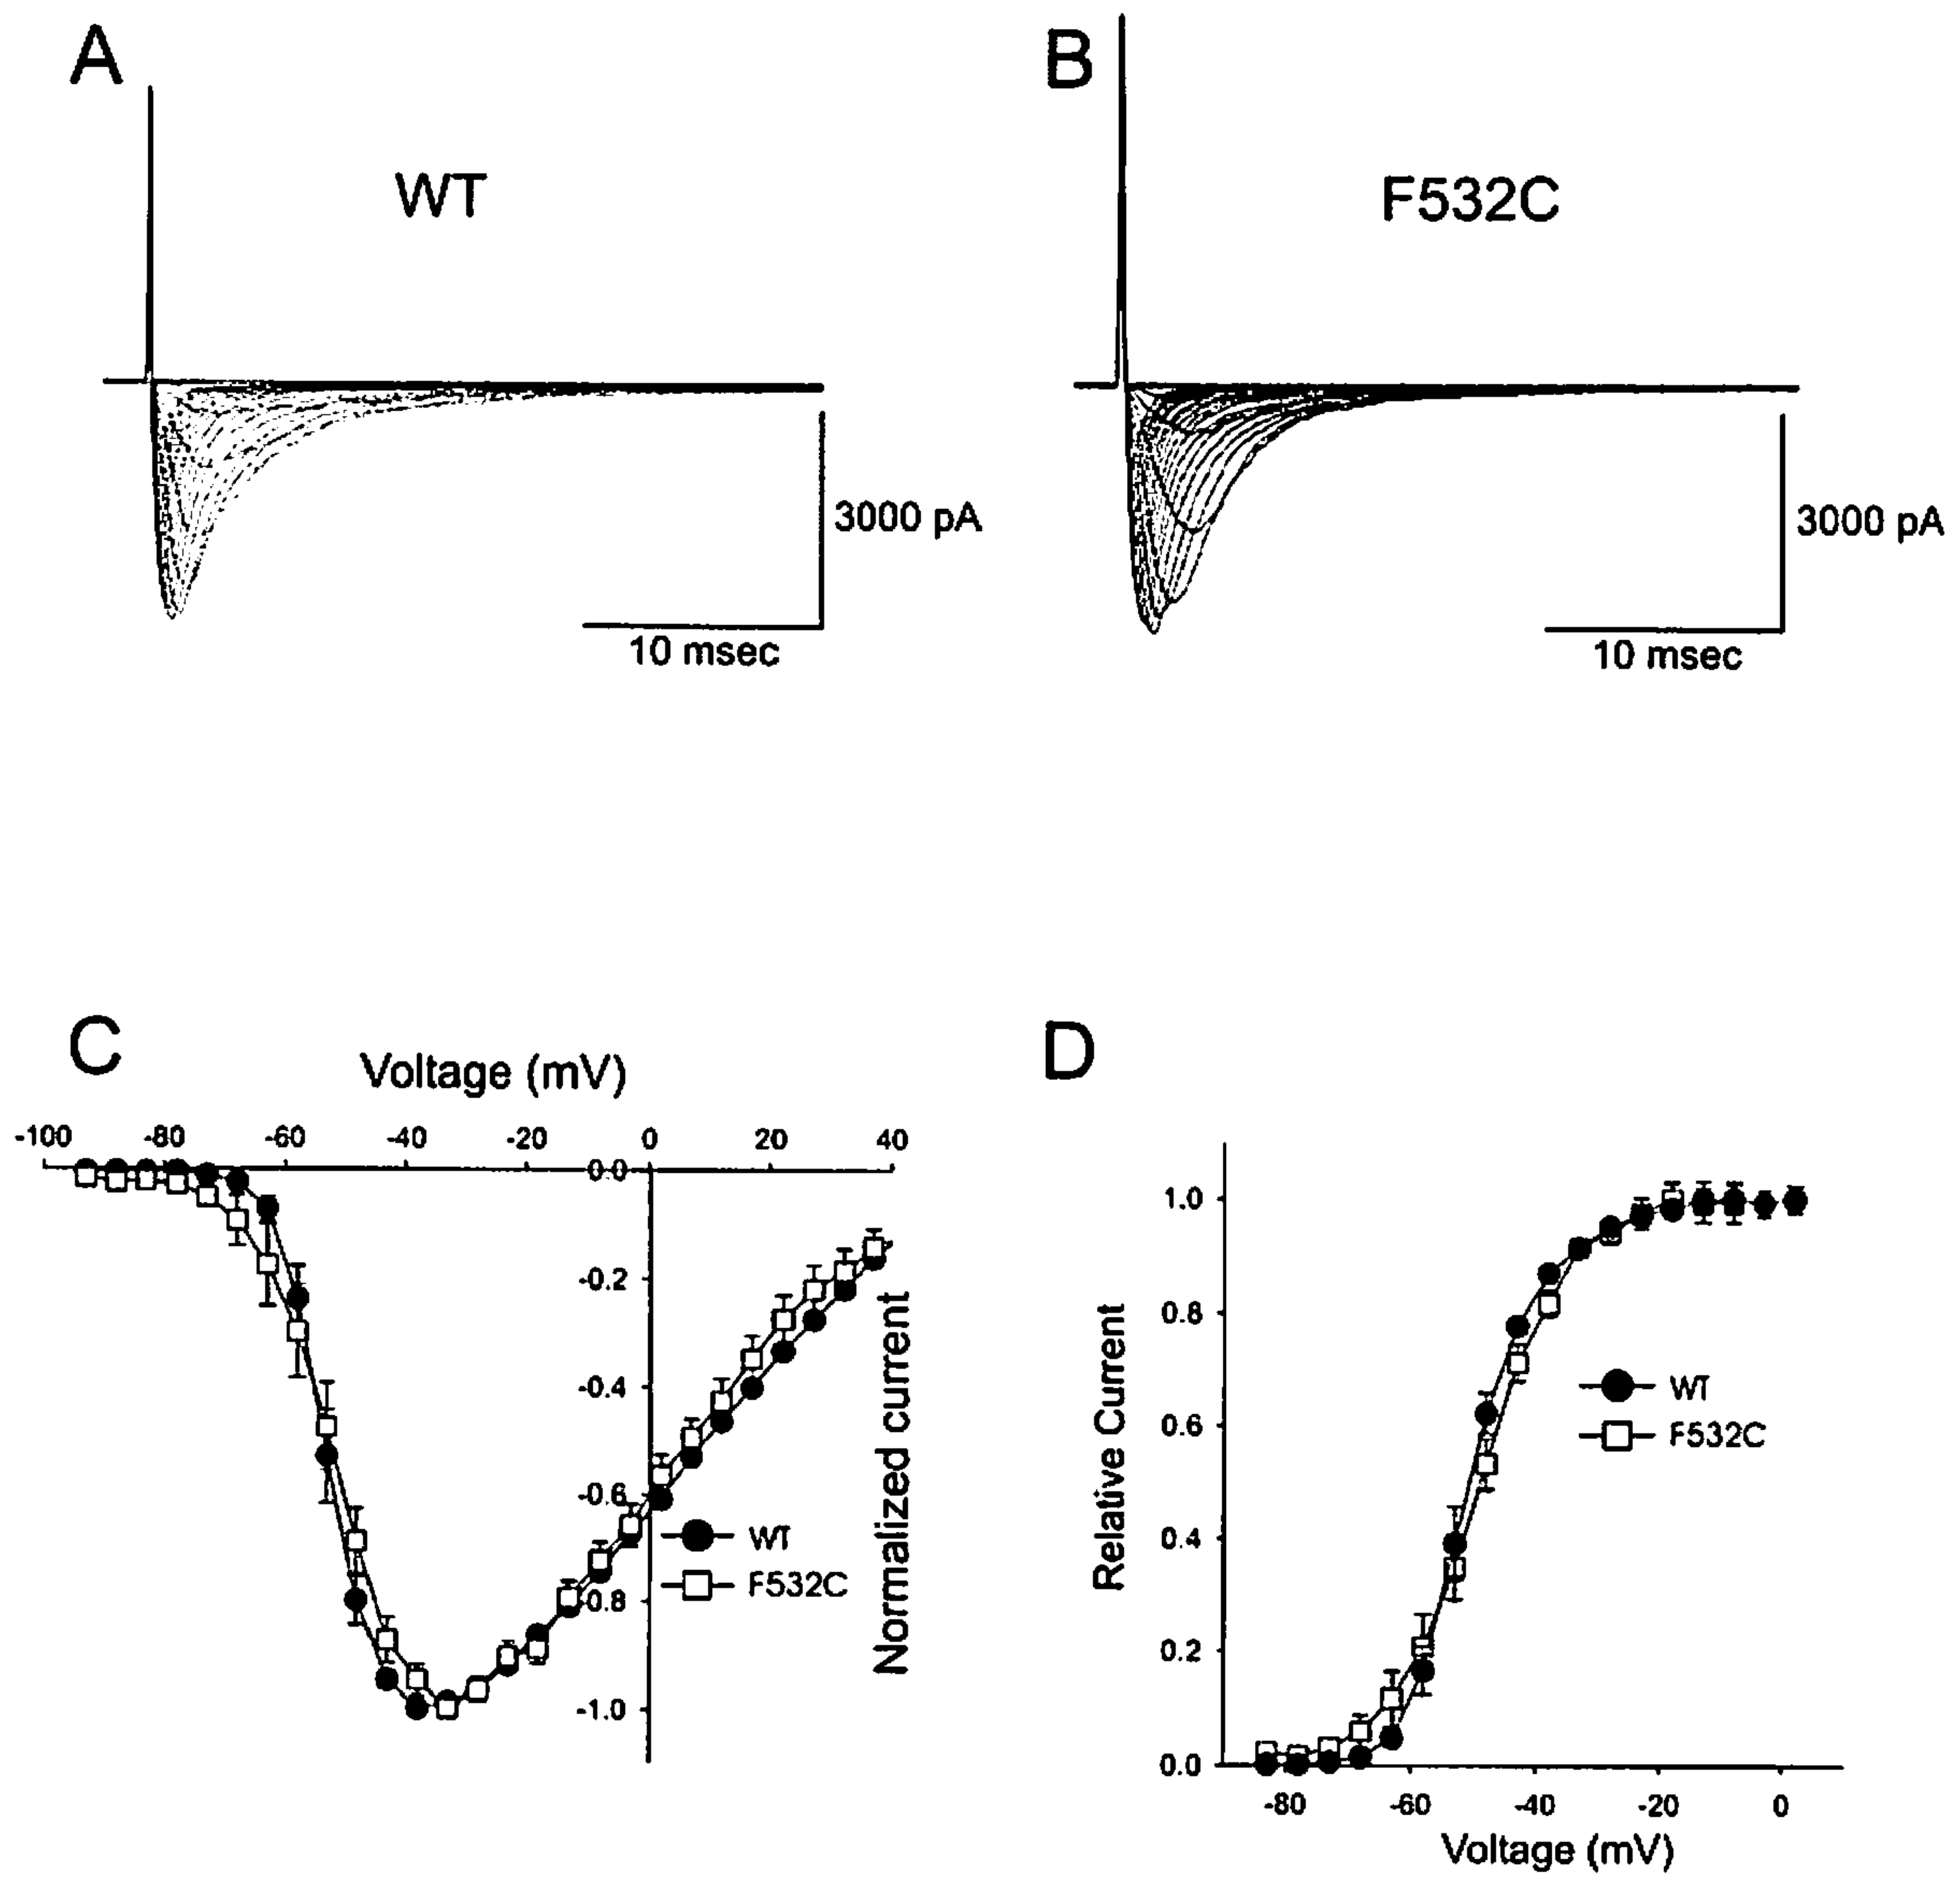 A
B
WT
F532C
3000 pA
10 msec
3000 pA
10 msec
C
Voltage (mV)
-100 -80 -60 -40 -20 0 20 40
0.0
-0.2
-0.4
-0.6
-0.8
-1.0
Normalized current
WT
F532C
D
1.0
0.8
0.6
0.4
0.2
0.0
Relative Current
WT
F532C
-80 -60 -40 -20 0
Voltage (mV)